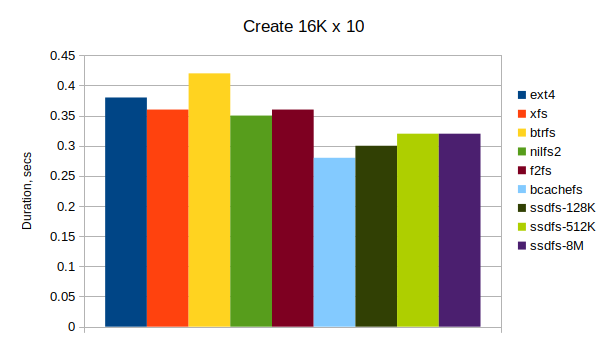 Create 16K x 10
Duration, secs
0.45
0.4
0.35
0.3
0.25
0.2
0.15
0.1
0.05
0
ext4
xfs
btrfs
nilfs2
f2fs
bcachefs
ssdfs-128K
ssdfs-512K
ssdfs-8M